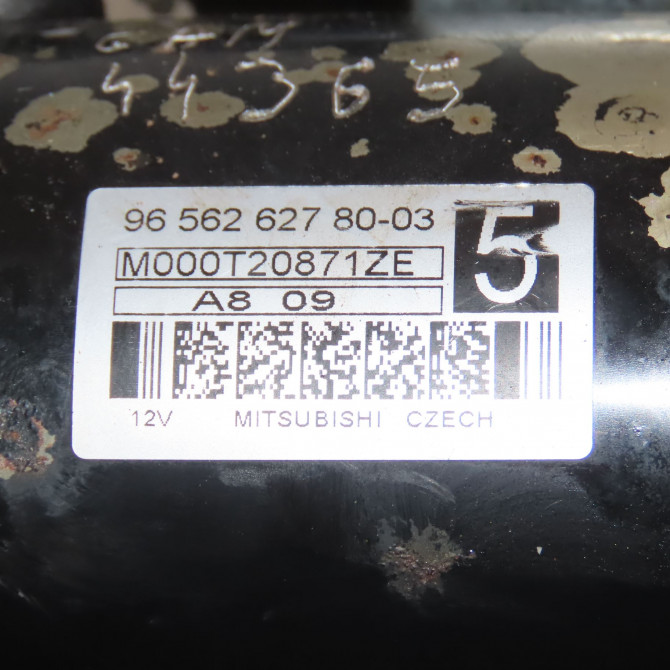 44365
96 562 627 80-03
5
M000T20871ZE
A8 09
12V MITSUBISHI CZECH